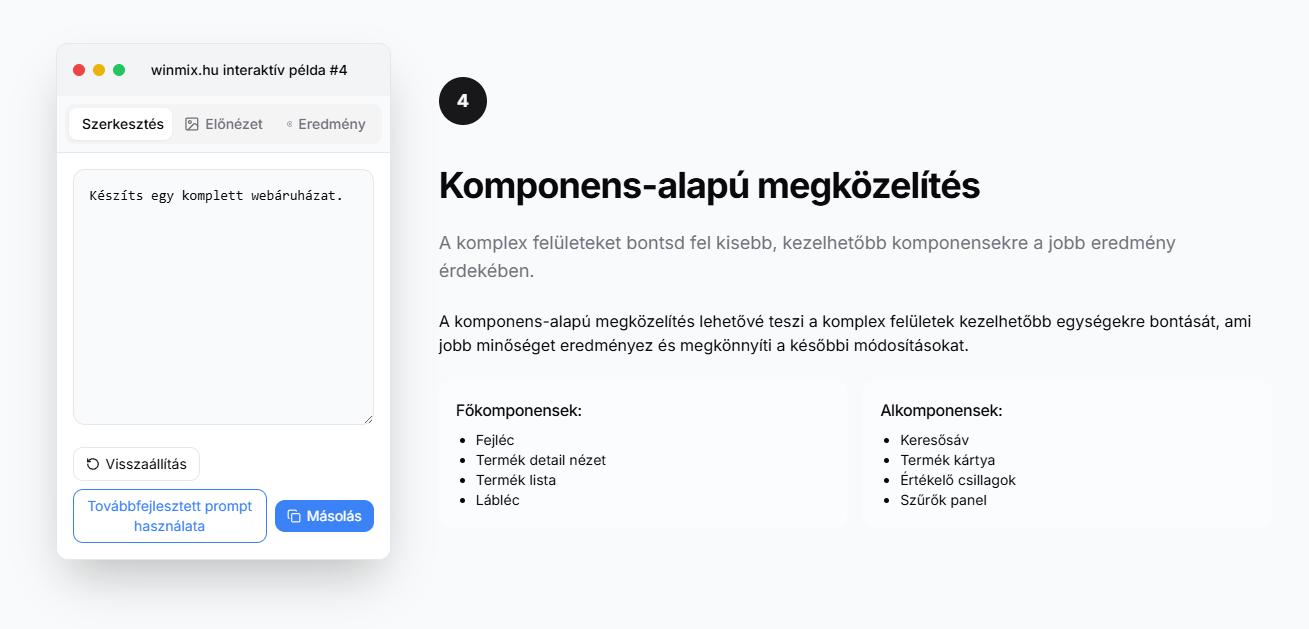 winmix.hu interaktív példa #4
Szerkesztés
Előnézet
Eredmény
Készíts egy komplett webáruházat.
Visszaállítás
Továbbfejlesztett prompt
használata
Másolás
4
Komponens-alapú megközelítés
A komplex felületeket bontsd fel kisebb, kezelhetőbb komponensekre a jobb eredmény
érdekében.
A komponens-alapú megközelítés lehetővé teszi a komplex felületek kezelhetőbb egységekre bontását, ami
jobb minőséget eredményez és megkönnyíti a későbbi módosításokat.
Főkomponensek:
Fejléc
Termék detail nézet
Termék lista
Lábléc
Alkomponensek:
Keresősáv
Termék kártya
Értékelő csillagok
Szűrők panel